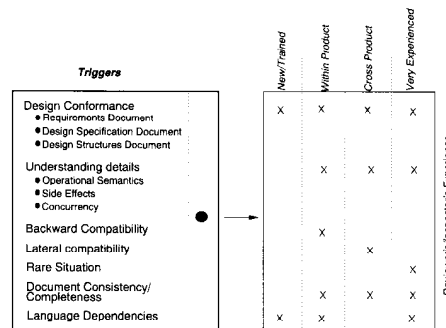 New/Trained
Within Product
Cross Product
Very Experienced
Triggers
Design Conformance
● Requirements Document
● Design Specification Document
● Design Structures Document
X X X X
Understanding details
● Operational Semantics
● Side Effects
● Concurrency
X X X
Backward Compatibility
X
Lateral compatibility
X
Rare Situation
X
Document Consistency/
Completeness
X X X
Language Dependencies
X X X